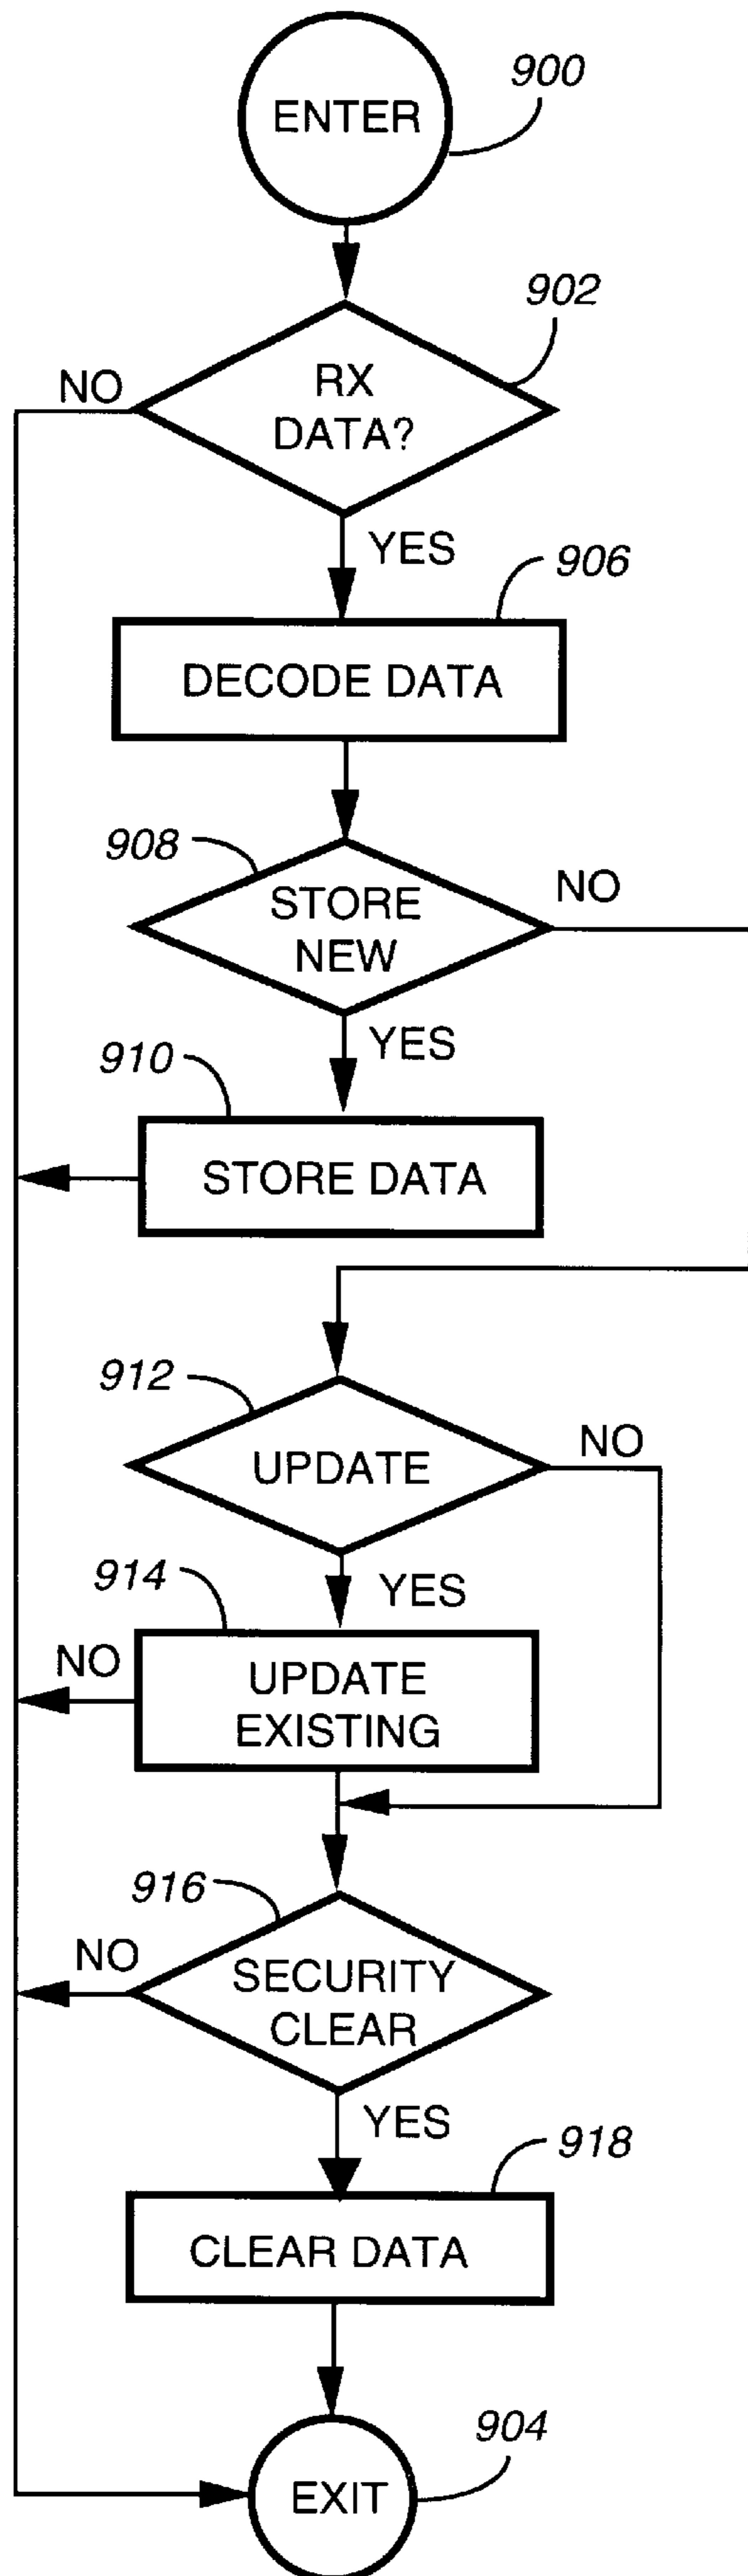 900
ENTER
902
NO
RX
DATA?
YES
906
DECODE DATA
908
STORE
NEW
NO
YES
910
STORE DATA
912
UPDATE
NO
914
YES
NO
UPDATE
EXISTING
916
NO
SECURITY
CLEAR
YES
918
CLEAR DATA
904
EXIT